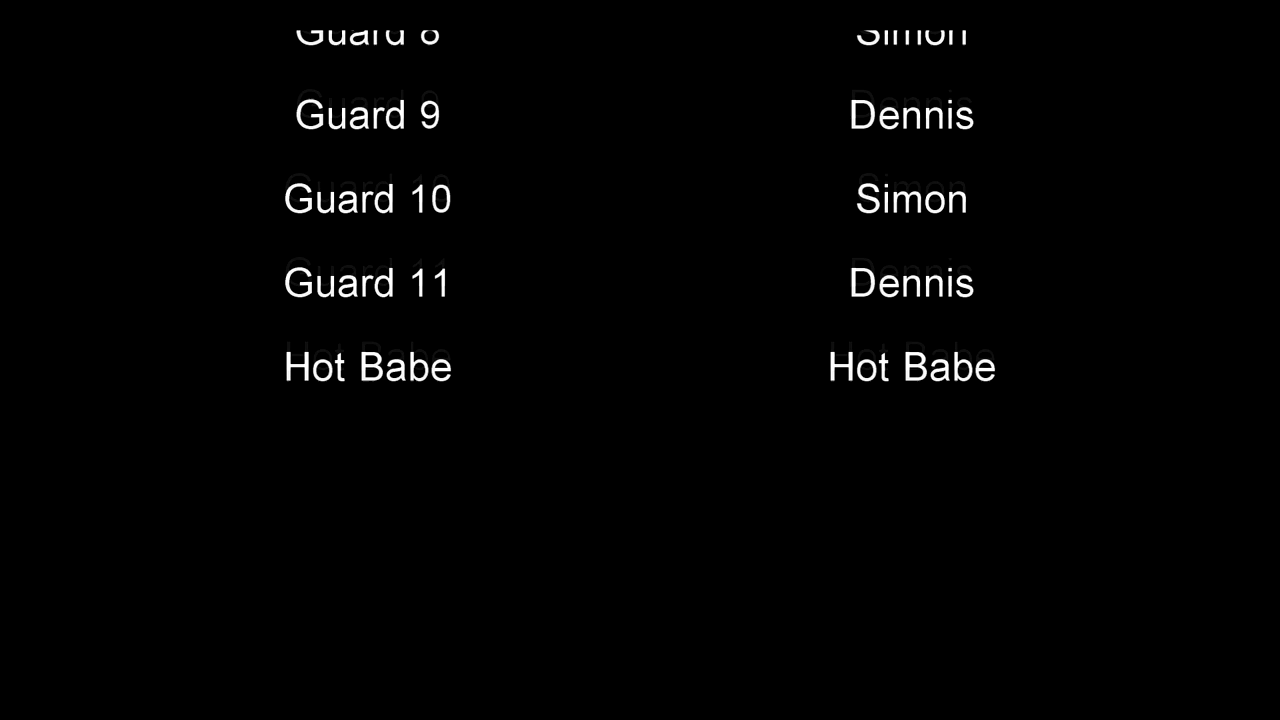 Guard 8 Simon
Guard 9 Dennis
Guard 10 Simon
Guard 11 Dennis
Hot Babe Hot Babe